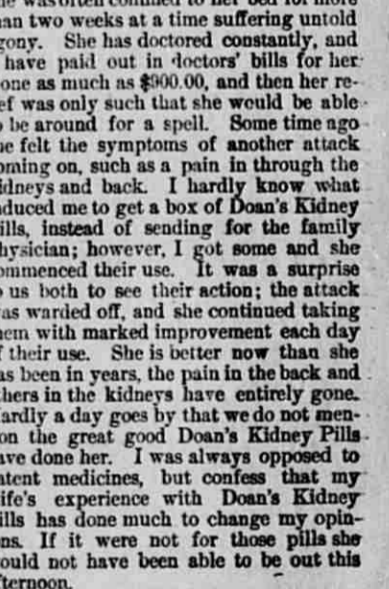 was often confined to her bed for more
an two weeks at a time suffering untold
gony. She has doctored constantly, and
have paid out in doctors' bills for her
one as much as $900.00, and then her re-
ef was only such that she would be able
o be around for a spell. Some time ago
he felt the symptoms of another attack
oming on, such as a pain in through the
idneys and back. I hardly know what
duced me to get a box of Doan's Kidney
ills, instead of sending for the family
hysician; however, I got some and she
ommenced their use. It was a surprise
o us both to see their action; the attack
as warded off, and she continued taking
hem with marked improvement each day
f their use. She is better now than she
as been in years, the pain in the back and
thers in the kidneys have entirely gone.
ardly a day goes by that we do not men-
on the great good Doan's Kidney Pills
ave done her. I was always opposed to
atent medicines, but confess that my
ife's experience with Doan's Kidney
ills has done much to change my opin-
ns. If it were not for those pills she
ould not have been able to be out this
fternoon.